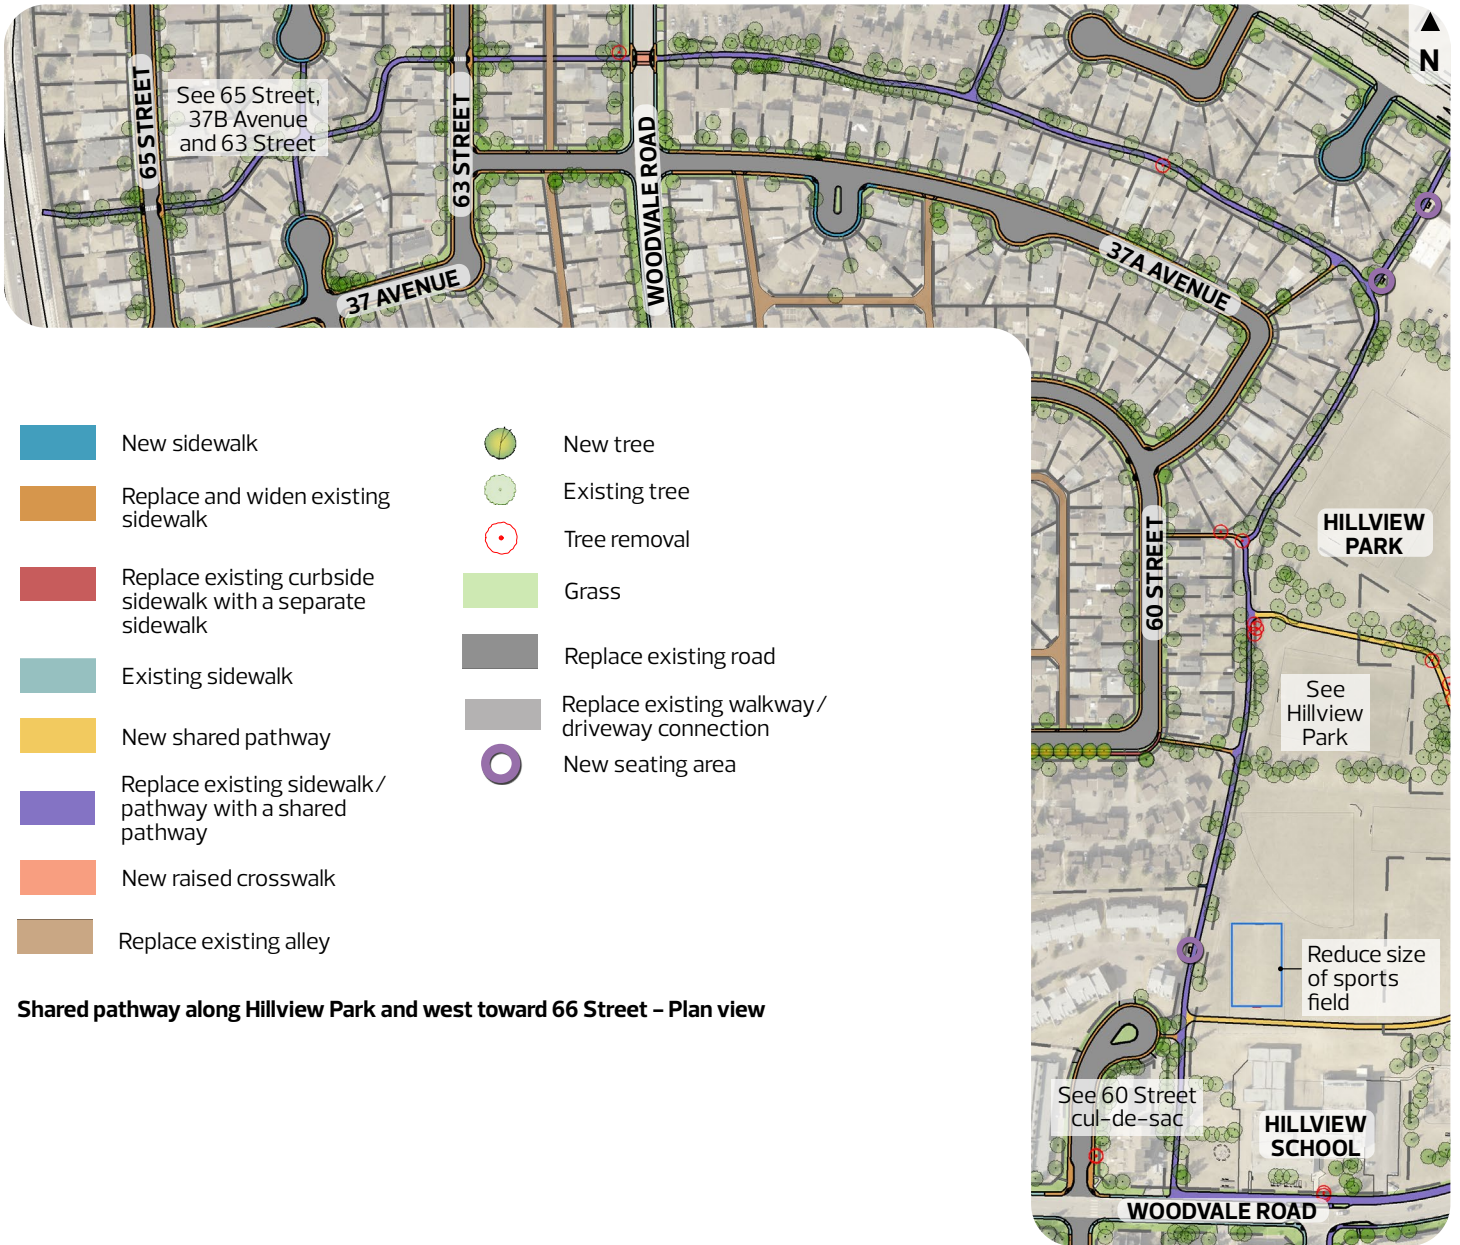 N
65 STREET
See 65 Street,
37B Avenue
and 63 Street
63 STREET
WOODVALE ROAD
37 AVENUE
37A AVENUE
New sidewalk
Replace and widen existing
sidewalk
Replace existing curbside
sidewalk with a separate
sidewalk
Existing sidewalk
New shared pathway
Replace existing sidewalk/
pathway with a shared
pathway
New raised crosswalk
Replace existing alley
New tree
Existing tree
Tree removal
Grass
Replace existing road
Replace existing walkway/
driveway connection
New seating area
Shared pathway along Hillview Park and west toward 66 Street – Plan view
60 STREET
HILLVIEW
PARK
See
Hillview
Park
Reduce size
of sports
field
See 60 Street
cul-de-sac
HILLVIEW
SCHOOL
WOODVALE ROAD